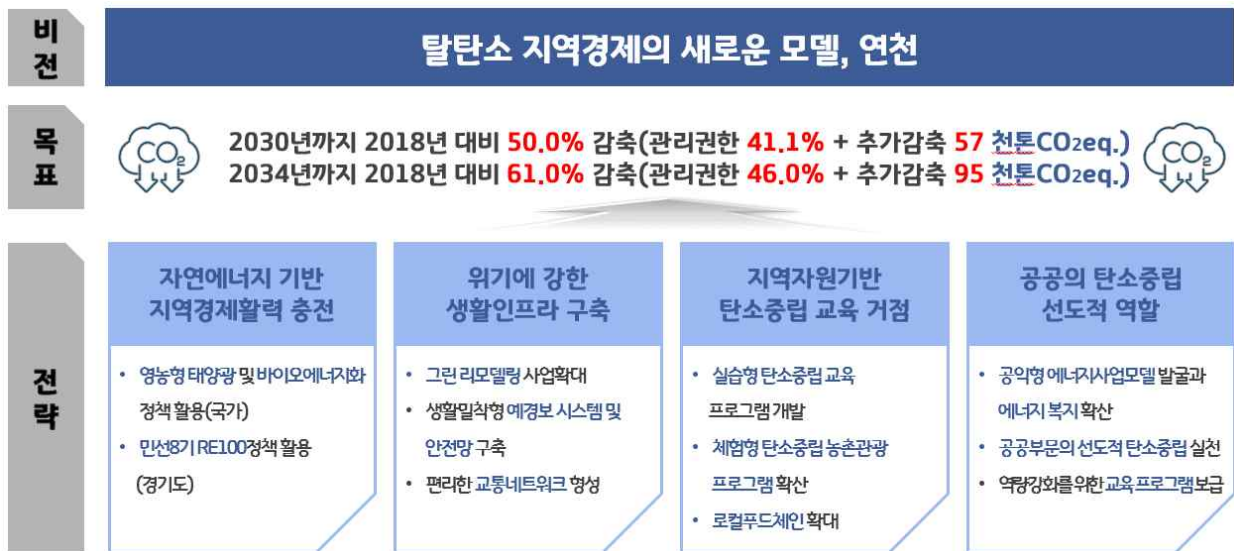 비전
탈탄소 지역경제의 새로운 모델, 연천
목표
CO2
2030년까지 2018년 대비 50.0% 감축(관리권한 41.1% + 추가감축 57 천톤CO2eq.)
2034년까지 2018년 대비 61.0% 감축(관리권한 46.0% + 추가감축 95 천톤CO2eq.)
CO2
전략
자연에너지 기반
지역경제활력 충전
• 영농형 태양광 및 바이오에너지화
정책 활용(국가)
• 민선8기 RE100정책 활용
(경기도)
위기에 강한
생활인프라 구축
• 그린 리모델링 사업확대
• 생활밀착형 예경보 시스템 및
안전망 구축
• 편리한 교통네트워크 형성
지역자원기반
탄소중립 교육 거점
• 실습형 탄소중립 교육
프로그램 개발
• 체험형 탄소중립 농촌관광
프로그램 확산
• 로컬푸드체인 확대
공공의 탄소중립
선도적 역할
• 공익형 에너지사업모델 발굴과
에너지 복지 확산
• 공공부문의 선도적 탄소중립 실천
• 역량강화를 위한 교육 프로그램 보급